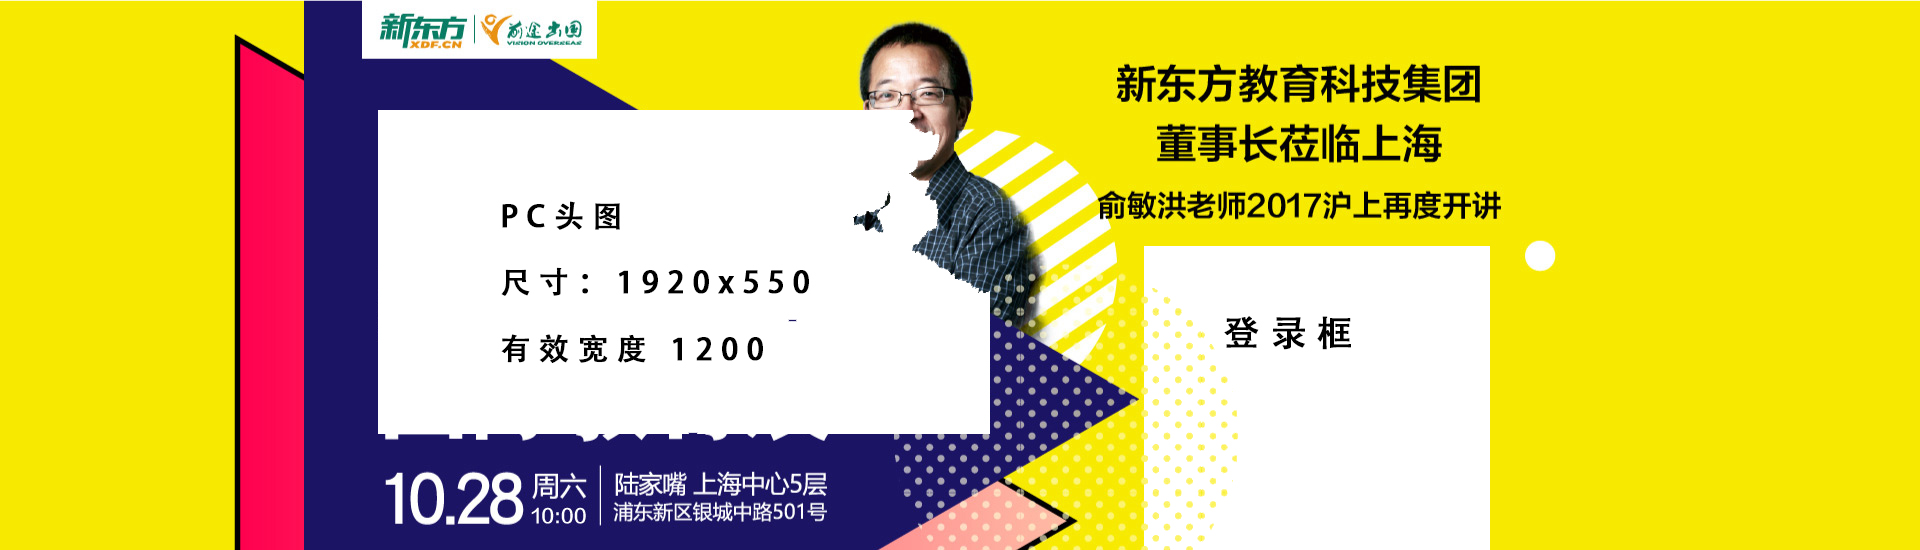 新东方
XDF.CN
前途出国
VISION OVERSEAS
新东方教育科技集团
董事长莅临上海
俞敏洪老师2017沪上再度开讲
PC头图
尺寸：1920x550
有效宽度 1200
登录框
10.28 周六
10:00
陆家嘴 上海中心5层
浦东新区银城中路501号